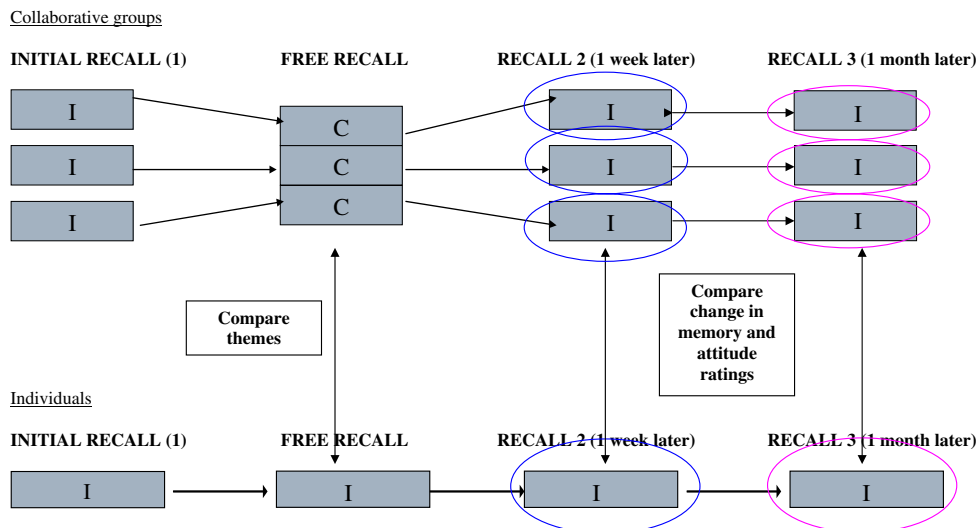 Collaborative groups
INITIAL RECALL (1) FREE RECALL RECALL 2 (1 week later) RECALL 3 (1 month later)
I C I I
I C I I
I C I I
Compare
themes
Compare
change in
memory and
attitude
ratings
Individuals
INITIAL RECALL (1) FREE RECALL RECALL 2 (1 week later) RECALL 3 (1 month later)
I I I I